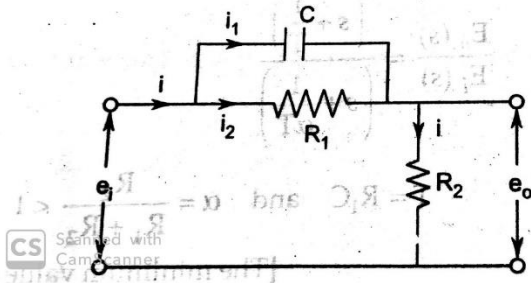 i₁ C
i
i₂ R₁
i
R₂
eᵢ
eₒ
CS Scanned with
CamScanner